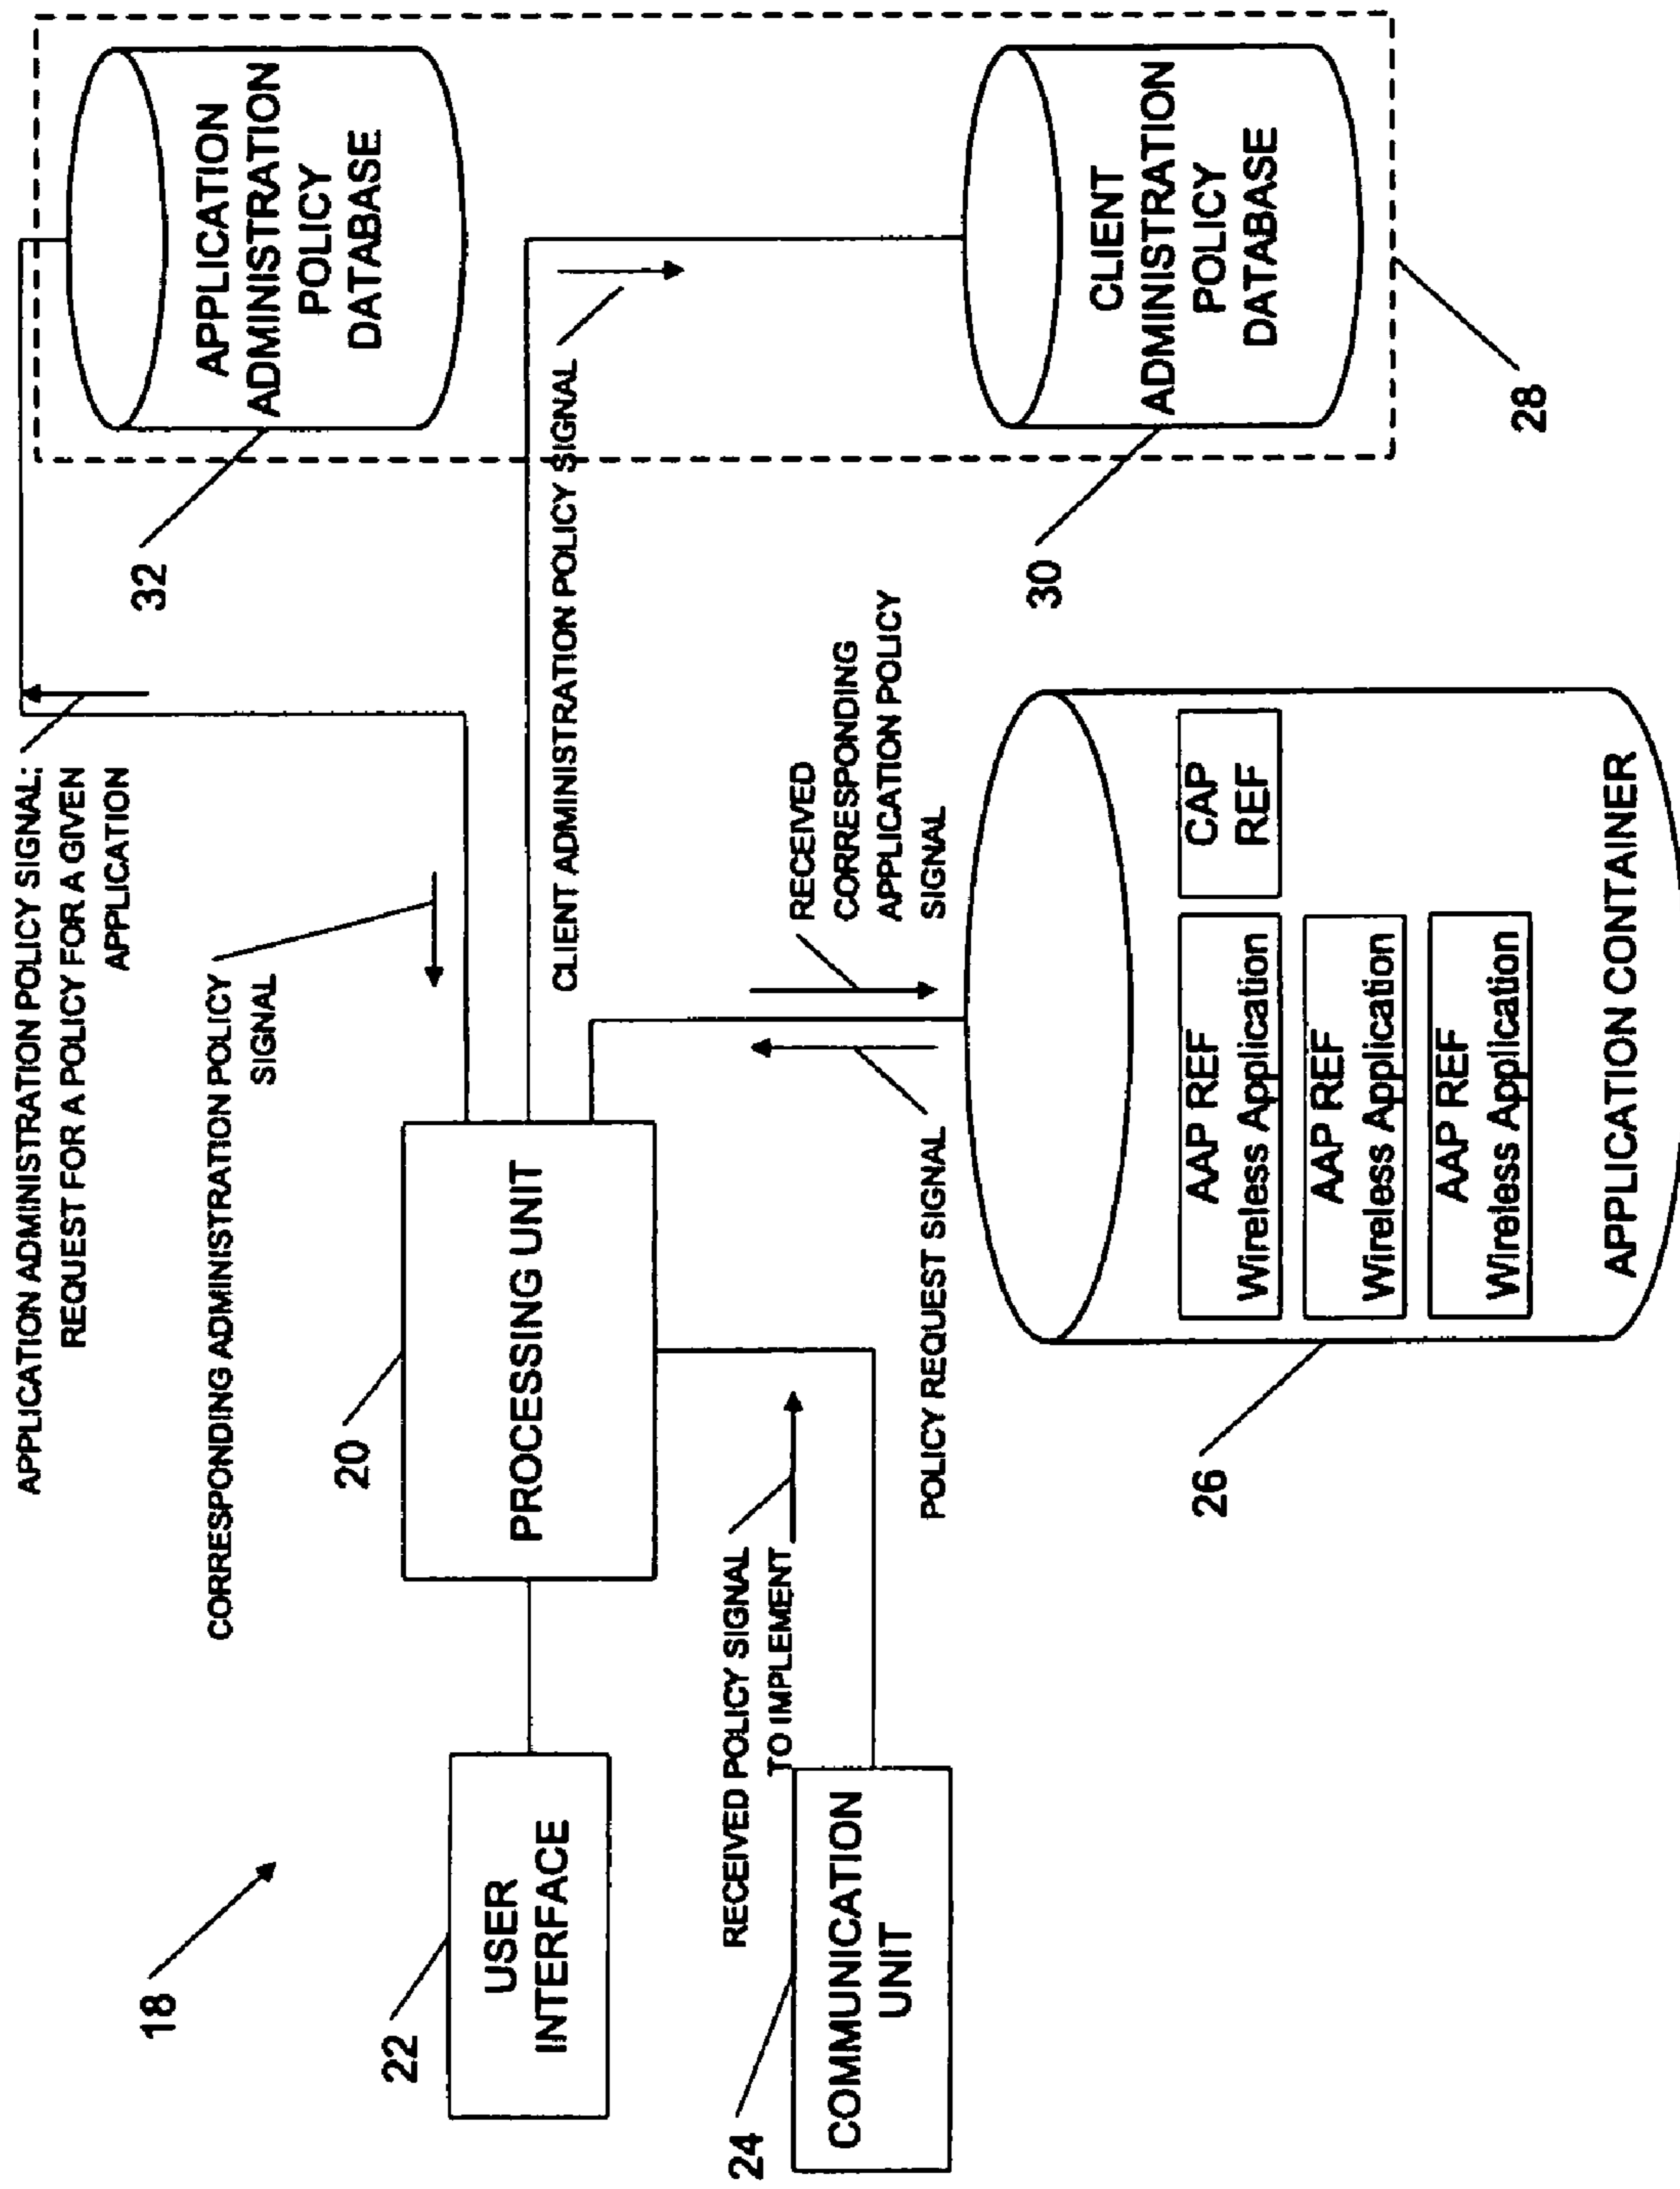 18
22
USER
INTERFACE
24
COMMUNICATION
UNIT
RECEIVED POLICY SIGNAL
TO IMPLEMENT
20
PROCESSING UNIT
APPLICATION ADMINISTRATION POLICY SIGNAL:
REQUEST FOR A POLICY FOR A GIVEN
APPLICATION
CORRESPONDING ADMINISTRATION POLICY
SIGNAL
CLIENT ADMINISTRATION POLICY SIGNAL
POLICY REQUEST SIGNAL
RECEIVED
CORRESPONDING
APPLICATION POLICY
SIGNAL
26
AAP REF
Wireless Application
CAP
REF
AAP REF
Wireless Application
AAP REF
Wireless Application
APPLICATION CONTAINER
32
APPLICATION
ADMINISTRATION
POLICY
DATABASE
30
CLIENT
ADMINISTRATION
POLICY
DATABASE
28